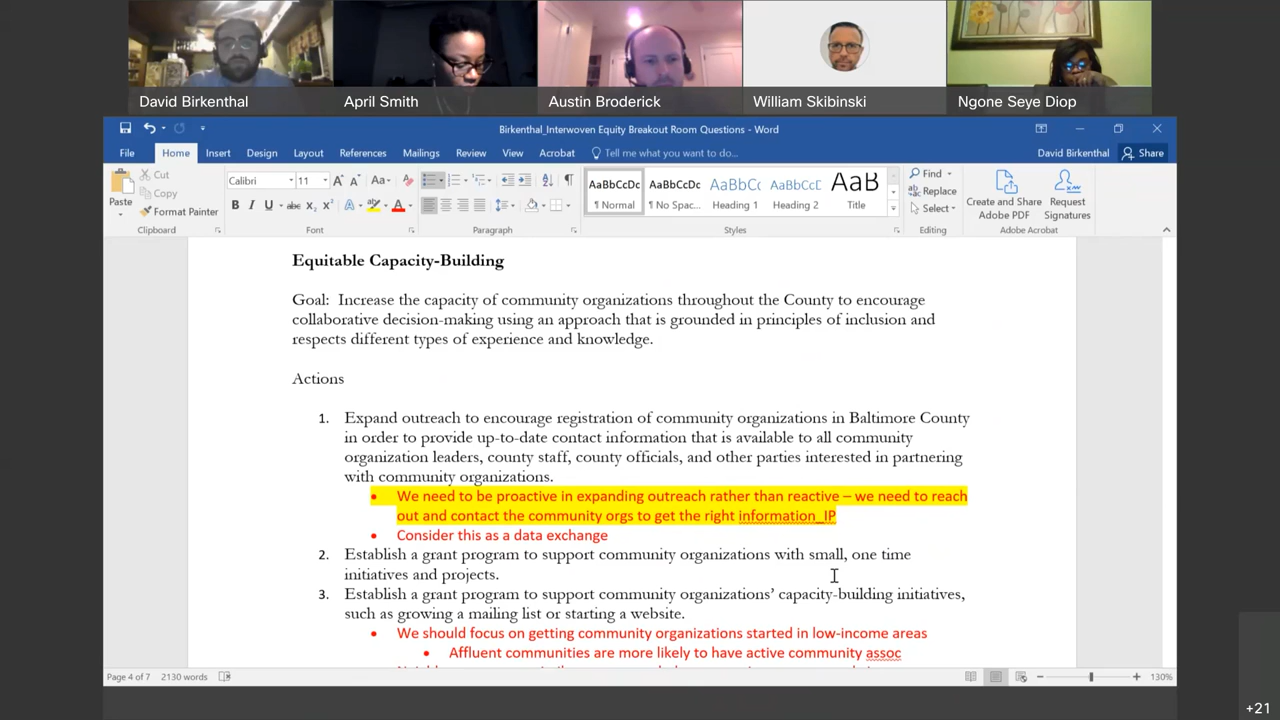 David Birkenthal
April Smith
Austin Broderick
William Skibinski
Ngone Seye Diop
Birkenthal_Interwoven Equity Breakout Room Questions - Word
File Home Insert Design Layout References Mailings Review View Acrobat Tell me what you want to do... David Birkenthal Share
Paste
Cut
Copy
Format Painter
Clipboard
Calibri 11
Font
Paragraph
AaBbCcDc AaBbCcDc AaBbCc AaBbCcD AaB
¶ Normal ¶ No Spac... Heading 1 Heading 2 Title
Styles
Find
Replace
Select
Editing
Create and Share Adobe PDF
Request Signatures
Adobe Acrobat
Equitable Capacity-Building
Goal: Increase the capacity of community organizations throughout the County to encourage
collaborative decision-making using an approach that is grounded in principles of inclusion and
respects different types of experience and knowledge.
Actions
1. Expand outreach to encourage registration of community organizations in Baltimore County
in order to provide up-to-date contact information that is available to all community
organization leaders, county staff, county officials, and other parties interested in partnering
with community organizations.
• We need to be proactive in expanding outreach rather than reactive – we need to reach
out and contact the community orgs to get the right information_IP
• Consider this as a data exchange
2. Establish a grant program to support community organizations with small, one time
initiatives and projects.
3. Establish a grant program to support community organizations’ capacity-building initiatives,
such as growing a mailing list or starting a website.
• We should focus on getting community organizations started in low-income areas
• Affluent communities are more likely to have active community assoc
Page 4 of 7 2130 words
130%
+21